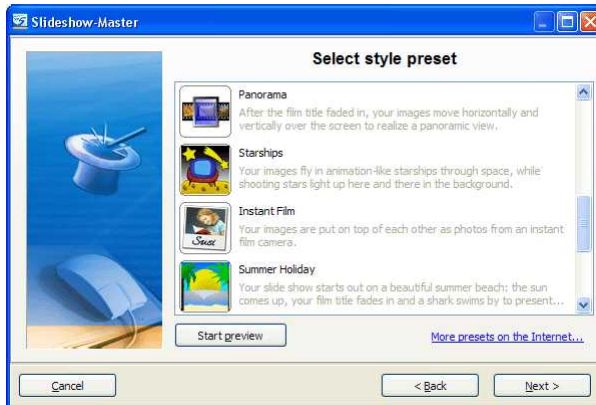 Slideshow-Master
Select style preset
Panorama
After the film title faded in, your images move horizontally and
vertically over the screen to realize a panoramic view.
Starships
Your images fly in animation-like starships through space, while
shooting stars light up here and there in the background.
Instant Film
Your images are put on top of each other as photos from an instant
film camera.
Susi
Summer Holiday
Your slide show starts out on a beautiful summer beach: the sun
comes up, your film title fades in and a shark swims by to present...
Start preview
More presets on the Internet...
Cancel
< Back
Next >